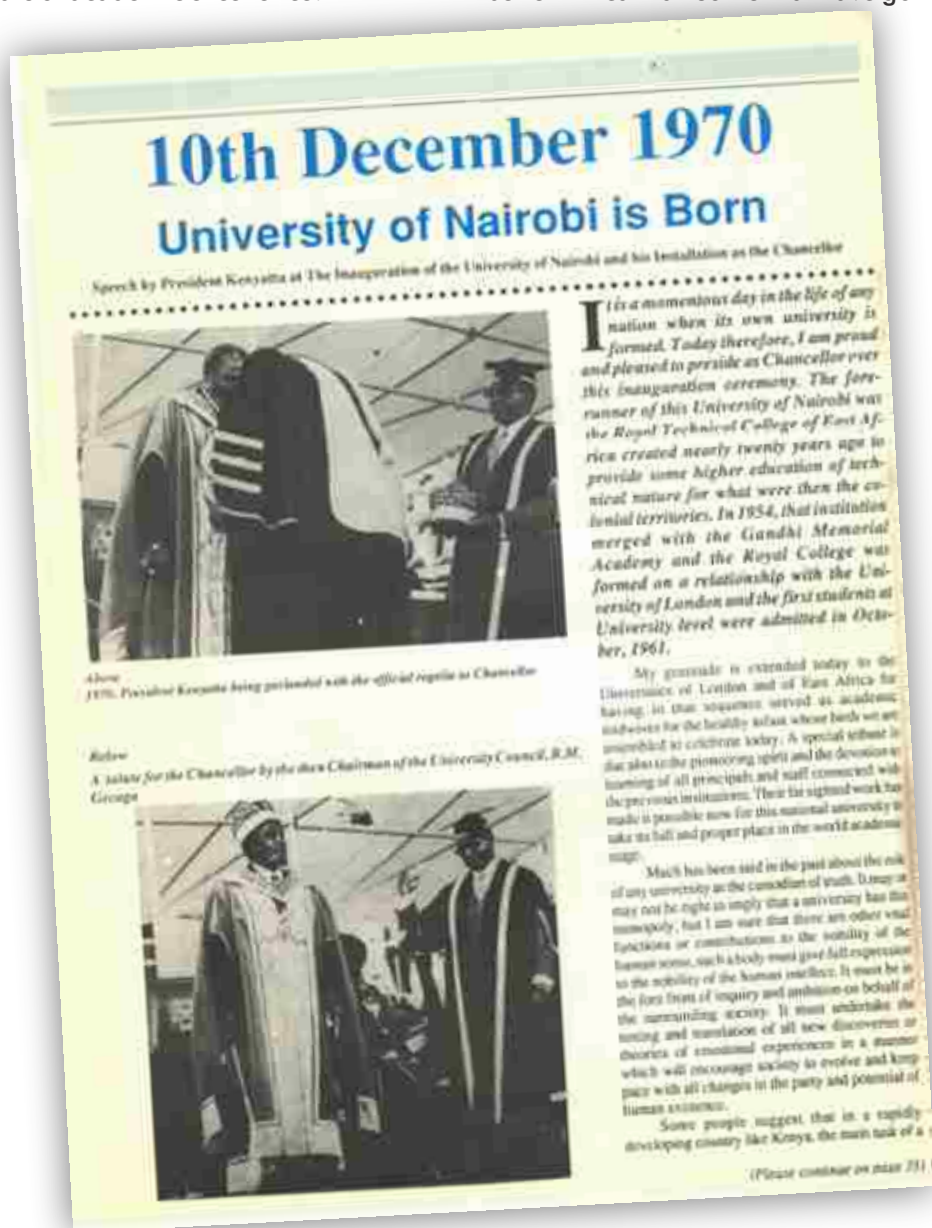 10th December 1970
University of Nairobi is Born
Speech by President Kenyatta at The Inauguration of the University of Nairobi and his Installation as the Chancellor
It is a momentous day in the life of any
nation when its own university is
formed. Today therefore, I am proud
and pleased to preside as Chancellor over
this inauguration ceremony. The fore-
runner of this University of Nairobi was
the Royal Technical College of East Af-
rica created nearly twenty years ago to
provide some higher education of tech-
nical nature for what were then the co-
lonial territories. In 1954, that institution
merged with the Gandhi Memorial
Academy and the Royal College was
formed on a relationship with the Uni-
versity of London and the first students at
University level were admitted in Octo-
ber, 1961.
My gratitude is extended today to the
Universities of London and of East Africa for
having in that sequence served as academic
midwives for the healthy infant whose birth we are
assembled to celebrate today. A special tribute is
due also to the pioneering spirit and the devotion to
learning of all principals and staff connected with
the previous institutions. Their far sighted work has
made it possible now for this national university to
take its full and proper place in the world academic
stage.
Much has been said in the past about the role
of any university as the custodian of truth. It may or
may not be right to imply that a university has this
monopoly, but I am sure that there are other vital
functions or contributions to the nobility of the
human some, such a body must give full expression
to the nobility of the human intellect. It must be in
the fore front of inquiry and ambition on behalf of
the surrounding society. It must undertake the
testing and translation of all new discoveries or
theories of emotional experiences in a manner
which will encourage society to evolve and keep
pace with all changes in the party and potential of
human existence.
Some people suggest that in a rapidly
developing country like Kenya, the main task of a
(Please continue on 75)
Above
1970, President Kenyatta being garlanded with the official regalia as Chancellor
Below
A salute for the Chancellor by the then Chairman of the University Council, B.M.
Gecaga